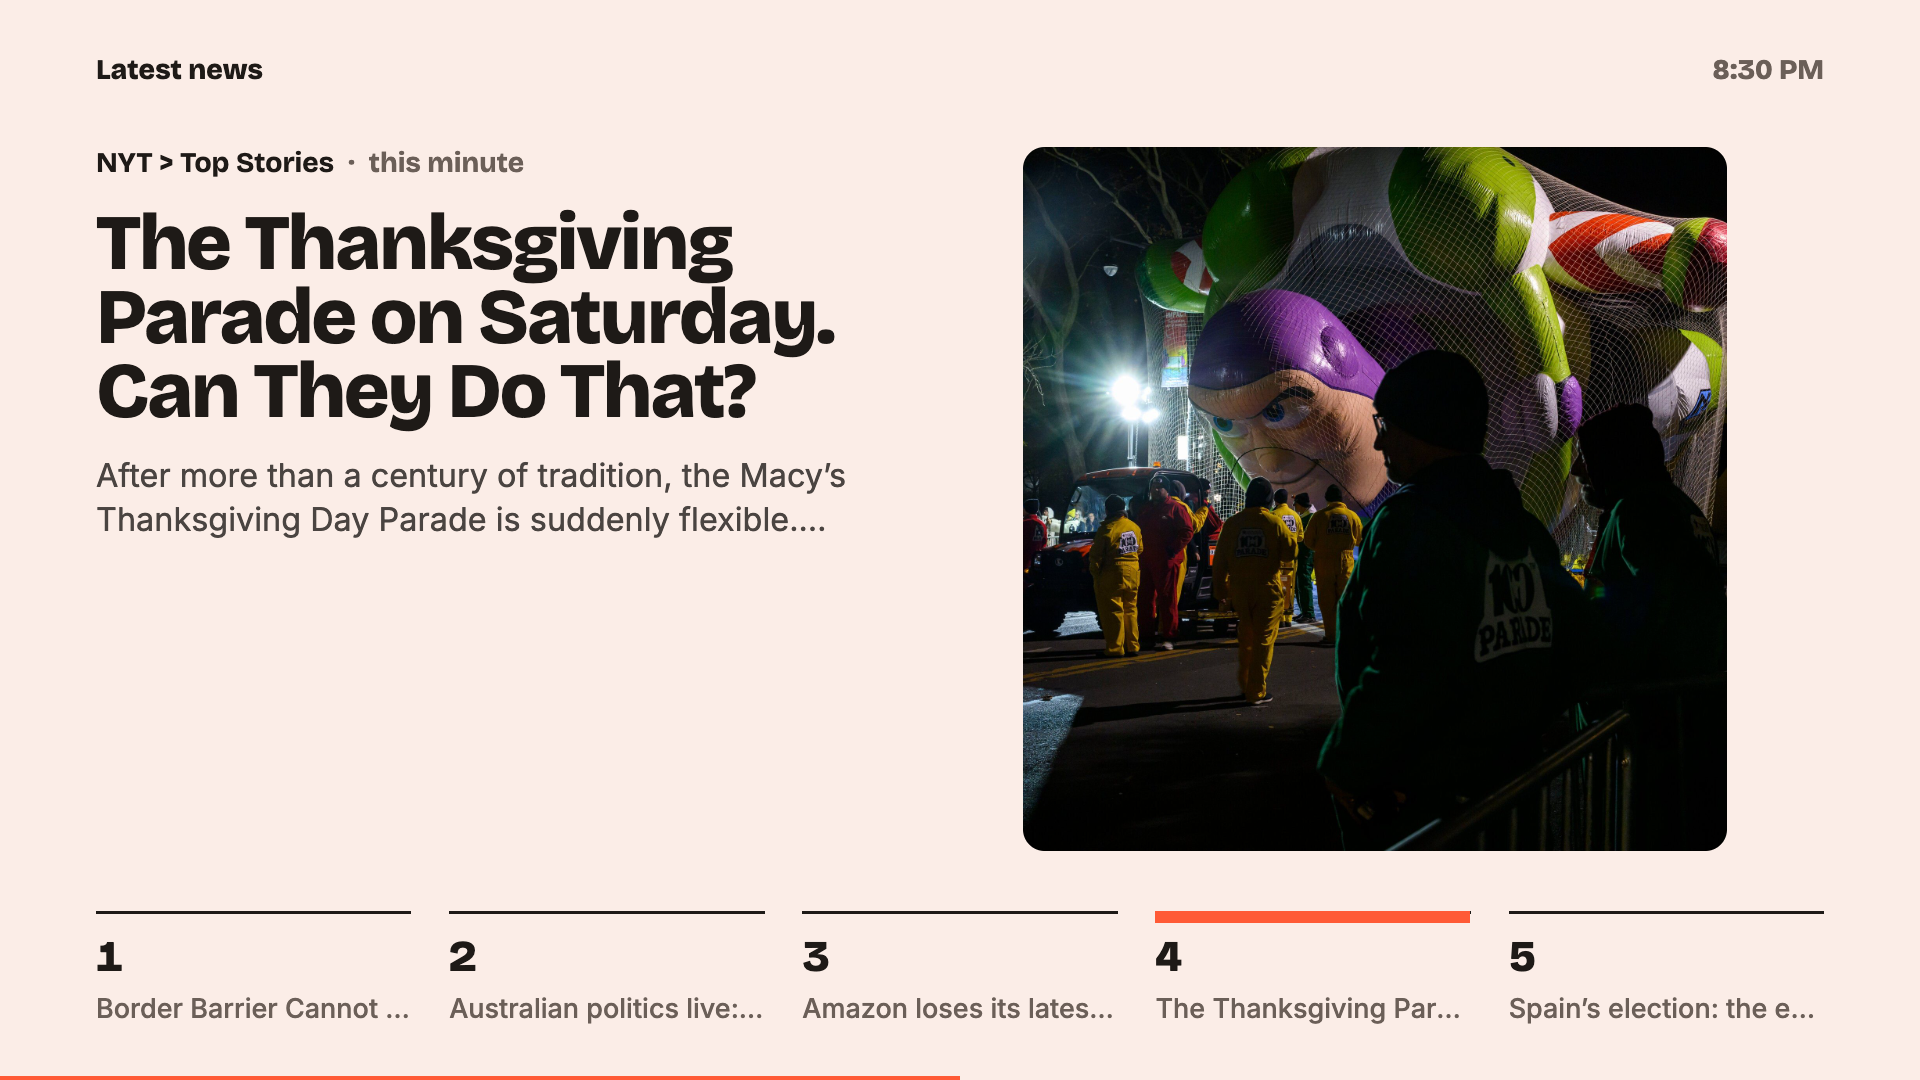 Latest news
8:30 PM
NYT > Top Stories · this minute
The Thanksgiving
Parade on Saturday.
Can They Do That?
After more than a century of tradition, the Macy’s
Thanksgiving Day Parade is suddenly flexible....
100
PARADE
1
Border Barrier Cannot ...
2
Australian politics live:...
3
Amazon loses its lates...
4
The Thanksgiving Par...
5
Spain’s election: the e...